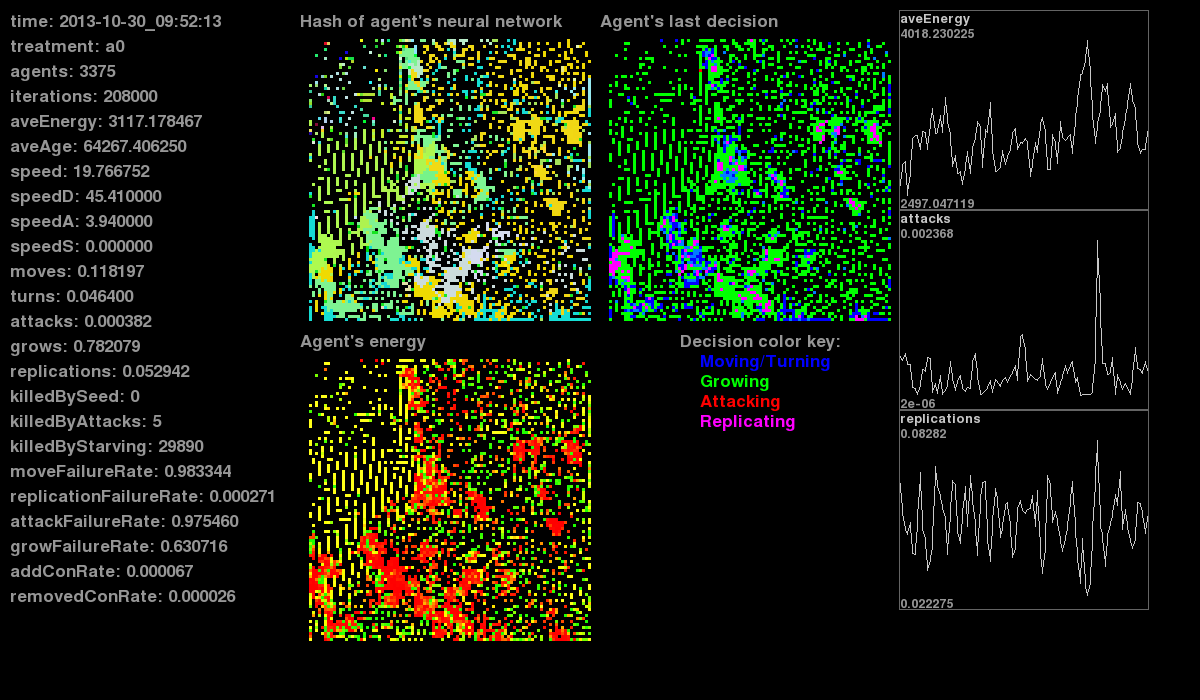 time: 2013-10-30_09:52:13
treatment: a0
agents: 3375
iterations: 208000
aveEnergy: 3117.178467
aveAge: 64267.406250
speed: 19.766752
speedD: 45.410000
speedA: 3.940000
speedS: 0.000000
moves: 0.118197
turns: 0.046400
attacks: 0.000382
grows: 0.782079
replications: 0.052942
killedBySeed: 0
killedByAttacks: 5
killedByStarving: 29890
moveFailureRate: 0.983344
replicationFailureRate: 0.000271
attackFailureRate: 0.975460
growFailureRate: 0.630716
addConRate: 0.000067
removedConRate: 0.000026
Hash of agent's neural network
Agent's last decision
Agent's energy
Decision color key:
Moving/Turning
Growing
Attacking
Replicating
aveEnergy
4018.230225
2497.047119
attacks
0.002368
2e-06
replications
0.08282
0.022275